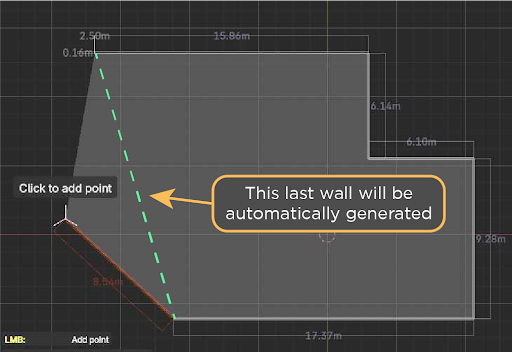 2.50m
15.86m
0.16m
6.14m
6.10m
Click to add point
This last wall will be
automatically generated
9.28m
8.54m
17.37m
LMB:
Add point